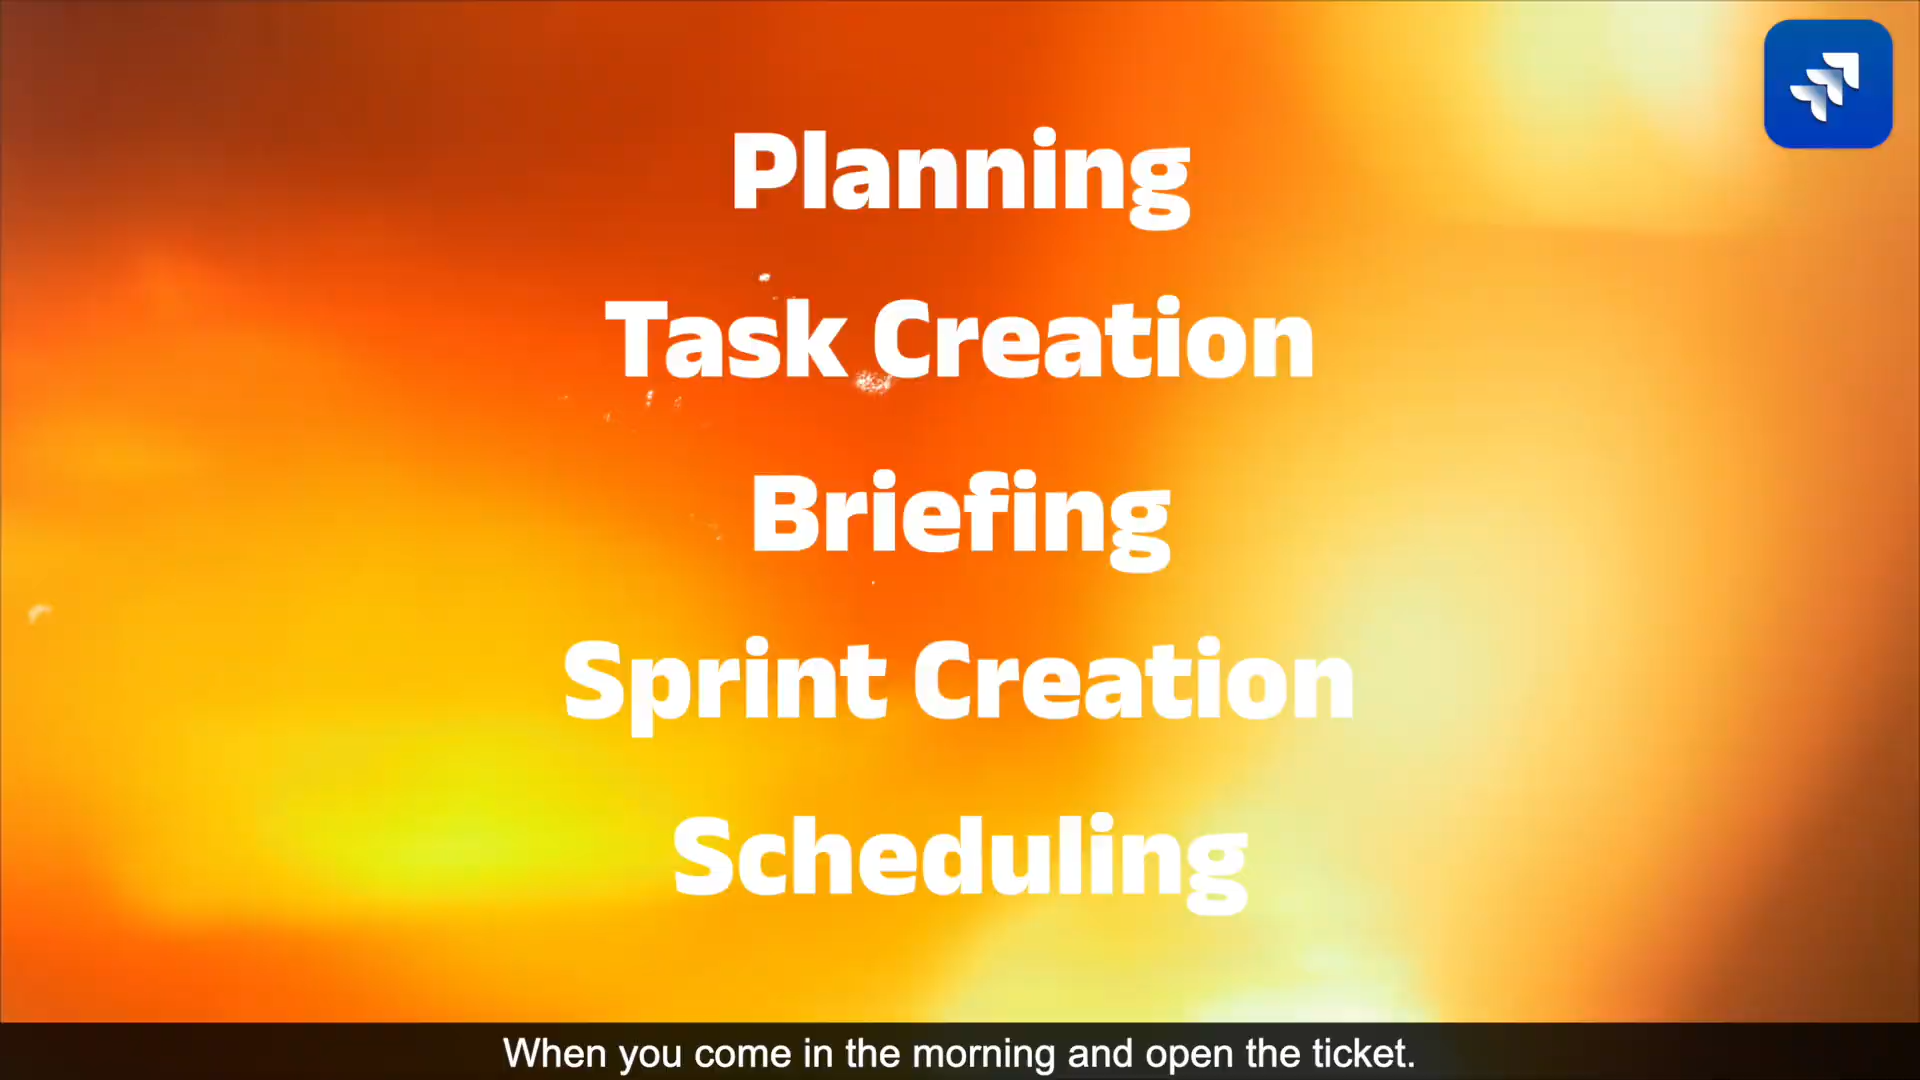 Planning
Task Creation
Briefing
Sprint Creation
Scheduling
When you come in the morning and open the ticket.